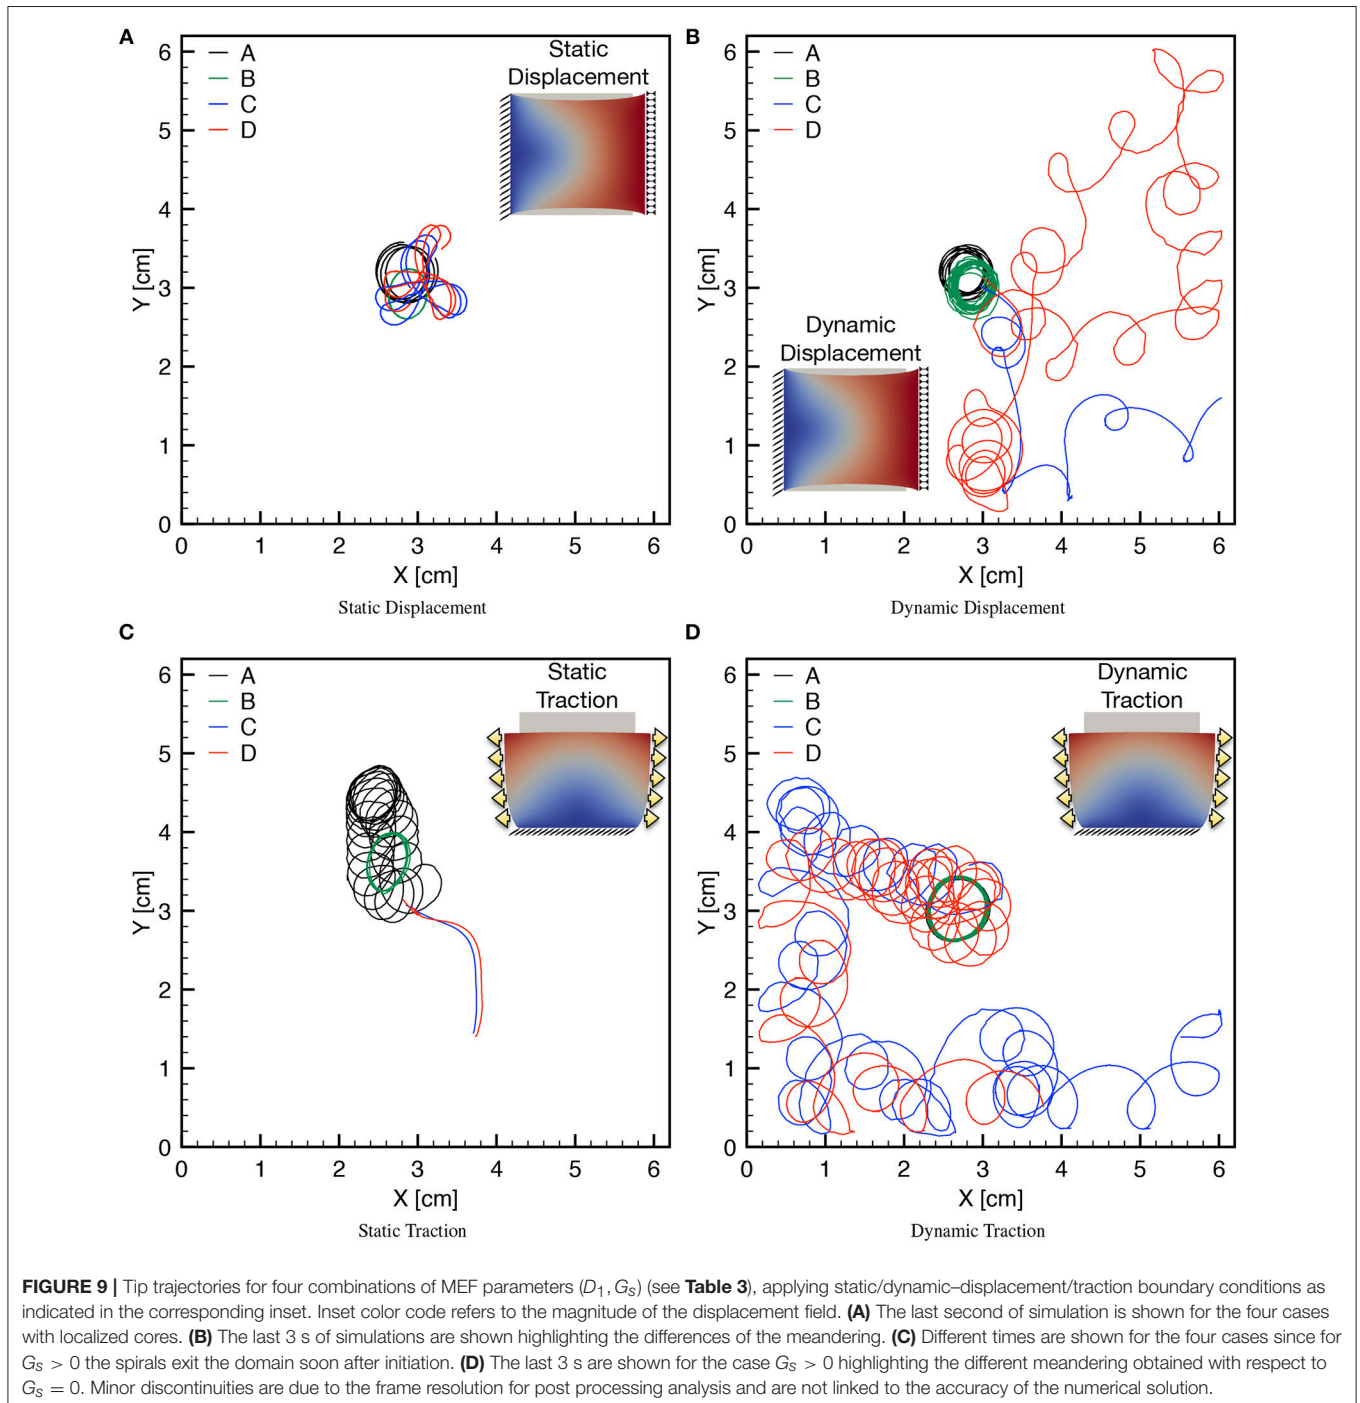 A
6
5
4
3
2
1
0
Y [cm]
A
B
C
D
Static
Displacement
0 1 2 3 4 5 6
X [cm]
Static Displacement
B
6
5
4
3
2
1
0
Y [cm]
A
B
C
D
Dynamic
Displacement
0 1 2 3 4 5 6
X [cm]
Dynamic Displacement
C
6
5
4
3
2
1
0
Y [cm]
A
B
C
D
Static
Traction
0 1 2 3 4 5 6
X [cm]
Static Traction
D
6
5
4
3
2
1
0
Y [cm]
A
B
C
D
Dynamic
Traction
0 1 2 3 4 5 6
X [cm]
Dynamic Traction
FIGURE 9 | Tip trajectories for four combinations of MEF parameters (D₁, Gₛ) (see Table 3), applying static/dynamic–displacement/traction boundary conditions as
indicated in the corresponding inset. Inset color code refers to the magnitude of the displacement field. (A) The last second of simulation is shown for the four cases
with localized cores. (B) The last 3 s of simulations are shown highlighting the differences of the meandering. (C) Different times are shown for the four cases since for
Gₛ > 0 the spirals exit the domain soon after initiation. (D) The last 3 s are shown for the case Gₛ > 0 highlighting the different meandering obtained with respect to
Gₛ = 0. Minor discontinuities are due to the frame resolution for post processing analysis and are not linked to the accuracy of the numerical solution.